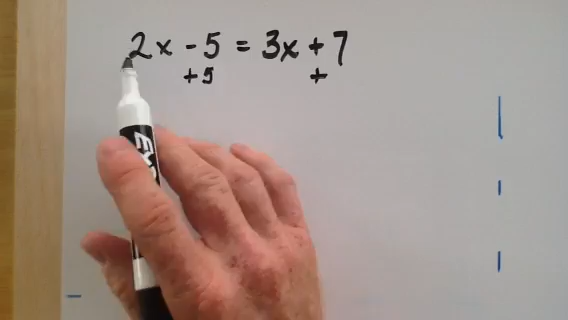 2x - 5 = 3x + 7
+5 +